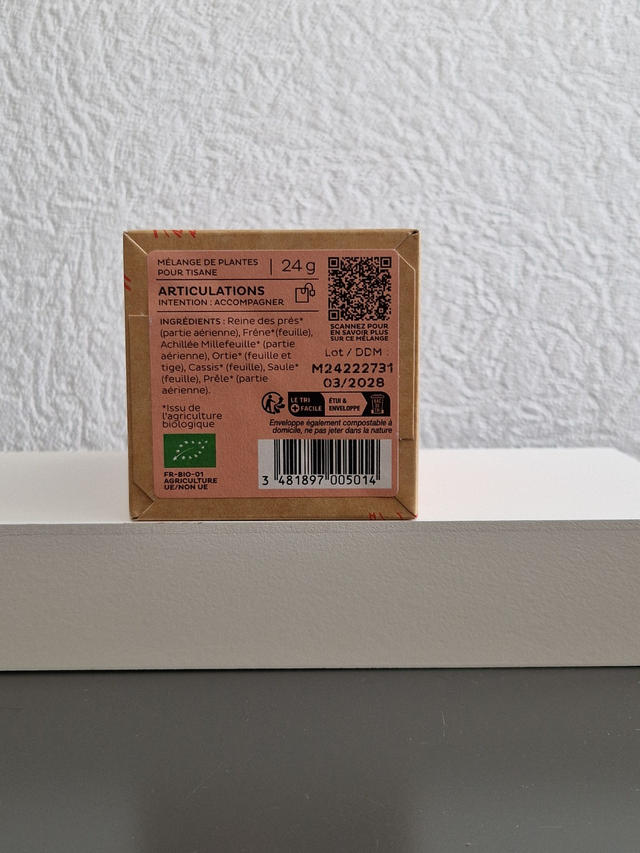 MÉLANGE DE PLANTES
POUR TISANE
24 g
ARTICULATIONS
INTENTION : ACCOMPAGNER
INGRÉDIENTS : Reine des prés*
(partie aérienne), Frêne*(feuille),
Achillée Millefeuille* (partie
aérienne), Ortie* (feuille et
tige), Cassis* (feuille), Saule*
(feuille), Prêle* (partie
aérienne).
*Issu de
l'agriculture
biologique
FR-BIO-01
AGRICULTURE
UE/NON UE
SCANNEZ POUR
EN SAVOIR PLUS
SUR CE MÉLANGE
Lot / DDM :
M24222731
03/2028
LE TRI
+ FACILE
ÉTUI &
ENVELOPPE
BAC
DE
TRI
Enveloppe également compostable à
domicile, ne pas jeter dans la nature
3 481897 005014